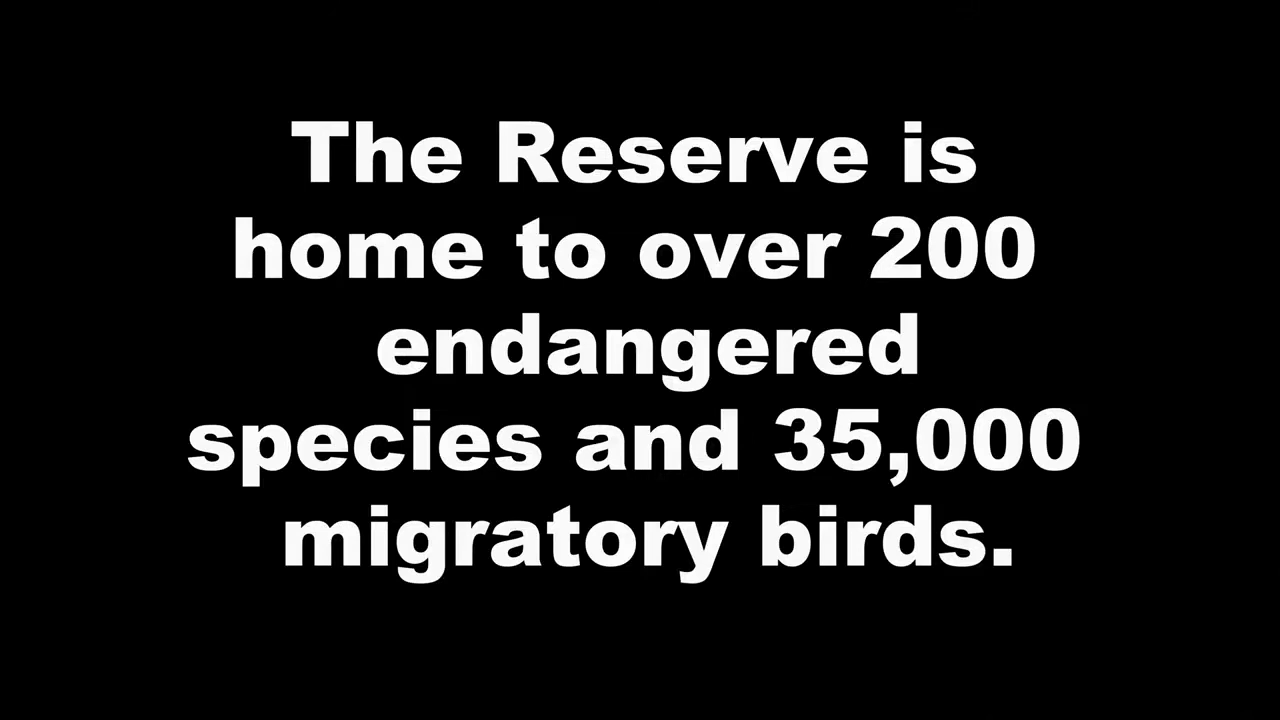 The Reserve is
home to over 200
endangered
species and 35,000
migratory birds.